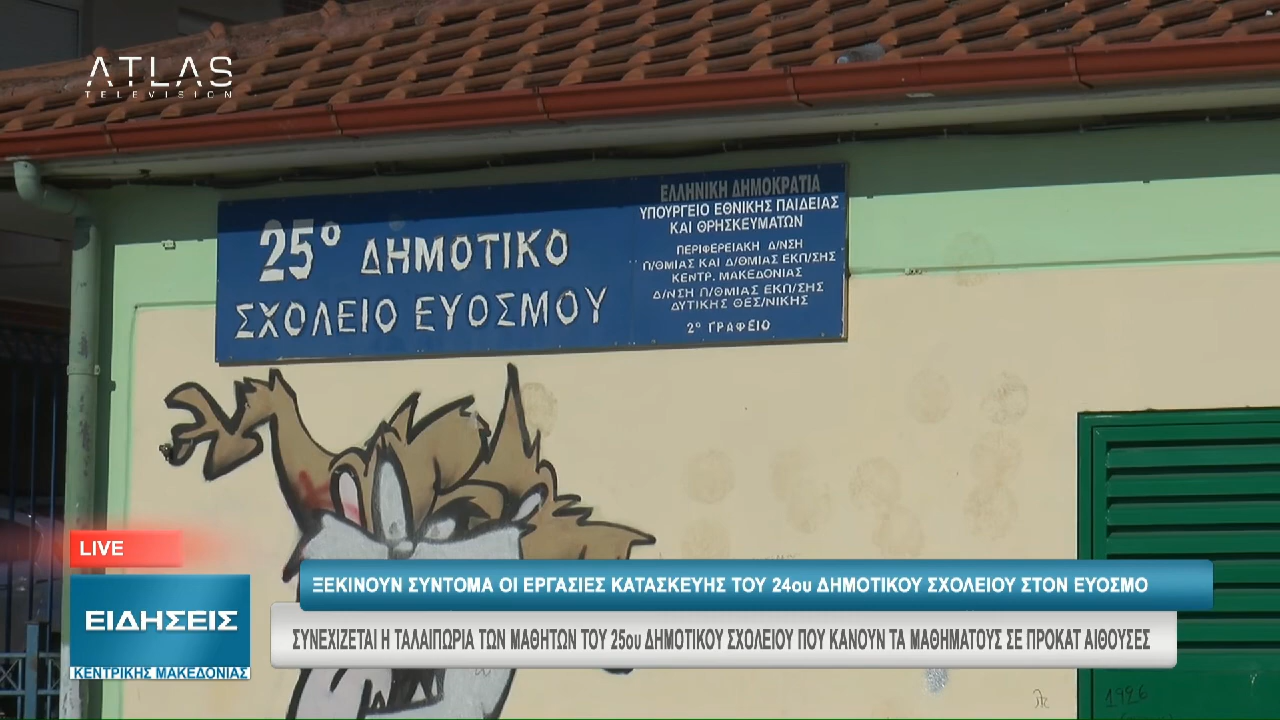 ATLAS
TELEVISION
25º ΔΗΜΟΤΙΚΟ
ΣΧΟΛΕΙΟ ΕΥΟΣΜΟΥ
ΕΛΛΗΝΙΚΗ ΔΗΜΟΚΡΑΤΙΑ
ΥΠΟΥΡΓΕΙΟ ΕΘΝΙΚΗΣ ΠΑΙΔΕΙΑΣ
ΚΑΙ ΘΡΗΣΚΕΥΜΑΤΩΝ
ΠΕΡΙΦΕΡΕΙΑΚΗ Δ/ΝΣΗ
Π/ΘΜΙΑΣ ΚΑΙ Δ/ΘΜΙΑΣ ΕΚΠ/ΣΗΣ
ΚΕΝΤΡ. ΜΑΚΕΔΟΝΙΑΣ
Δ/ΝΣΗ Π/ΘΜΙΑΣ ΕΚΠ/ΣΗΣ
ΔΥΤΙΚΗΣ ΘΕΣ/ΝΙΚΗΣ
2º ΓΡΑΦΕΙΟ
LIVE
ΞΕΚΙΝΟΥΝ ΣΥΝΤΟΜΑ ΟΙ ΕΡΓΑΣΙΕΣ ΚΑΤΑΣΚΕΥΗΣ ΤΟΥ 24ου ΔΗΜΟΤΙΚΟΥ ΣΧΟΛΕΙΟΥ ΣΤΟΝ ΕΥΟΣΜΟ
ΕΙΔΗΣΕΙΣ
ΣΥΝΕΧΙΖΕΤΑΙ Η ΤΑΛΑΙΠΩΡΙΑ ΤΩΝ ΜΑΘΗΤΩΝ ΤΟΥ 25ου ΔΗΜΟΤΙΚΟΥ ΣΧΟΛΕΙΟΥ ΠΟΥ ΚΑΝΟΥΝ ΤΑ ΜΑΘΗΜΑΤΟΥΣ ΣΕ ΠΡΟΚΑΤ ΑΙΘΟΥΣΕΣ
ΚΕΝΤΡΙΚΗΣ ΜΑΚΕΔΟΝΙΑΣ
1926